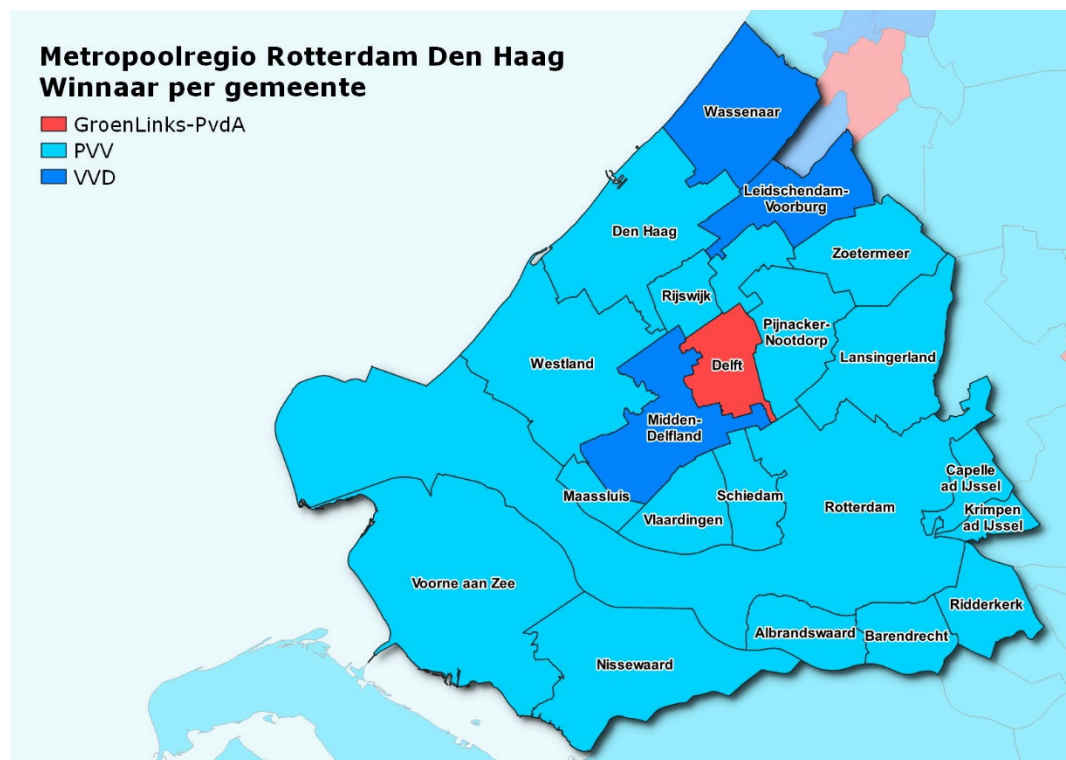 Metropoolregio Rotterdam Den Haag
Winnaar per gemeente
GroenLinks-PvdA
PVV
VVD
Wassenaar
Leidschendam-
Voorburg
Den Haag
Zoetermeer
Rijswijk
Pijnacker-
Nootdorp
Westland
Delft
Lansingerland
Midden-
Delfland
Maassluis
Schiedam
Vlaardingen
Rotterdam
Capelle
ad IJssel
Krimpen
ad IJssel
Voorne aan Zee
Ridderkerk
Albrandswaard
Barendrecht
Nissewaard